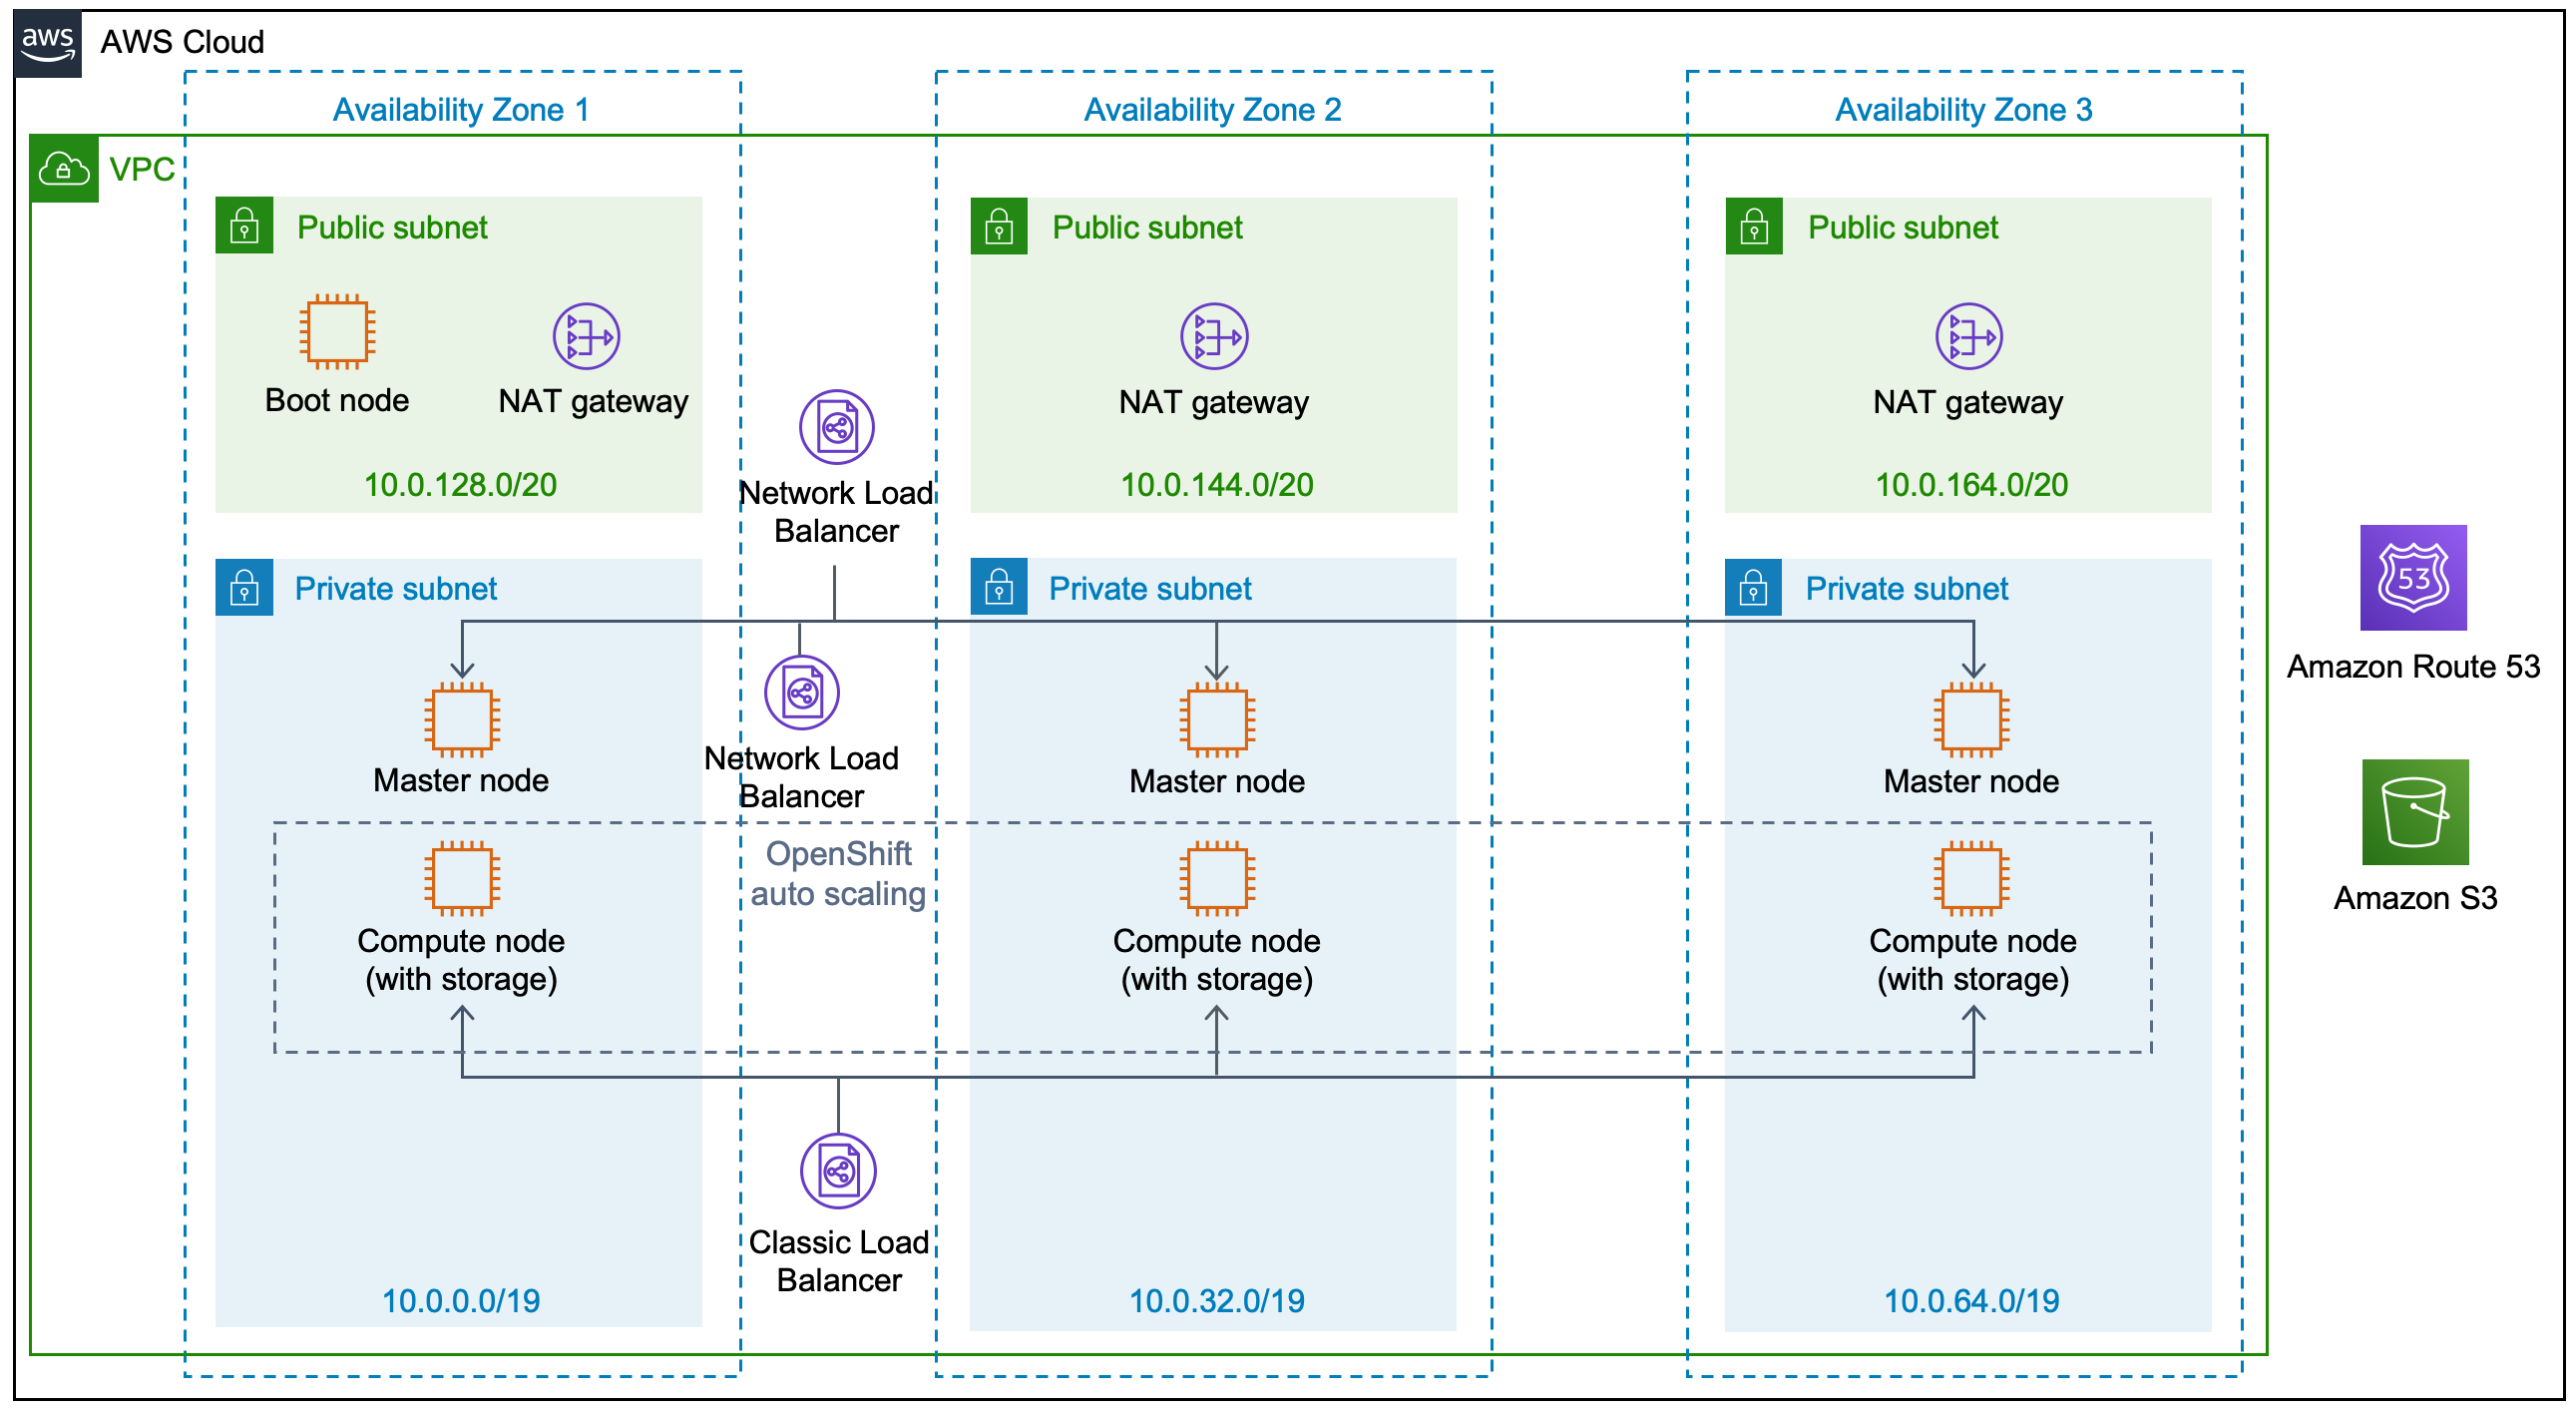 aws
AWS Cloud
Availability Zone 1
Availability Zone 2
Availability Zone 3
VPC
Public subnet
Boot node
NAT gateway
10.0.128.0/20
Public subnet
NAT gateway
10.0.144.0/20
Public subnet
NAT gateway
10.0.164.0/20
Network Load
Balancer
Private subnet
Private subnet
Private subnet
Network Load
Balancer
Master node
Master node
Master node
OpenShift
auto scaling
Compute node
(with storage)
Compute node
(with storage)
Compute node
(with storage)
Classic Load
Balancer
10.0.0.0/19
10.0.32.0/19
10.0.64.0/19
53
Amazon Route 53
Amazon S3